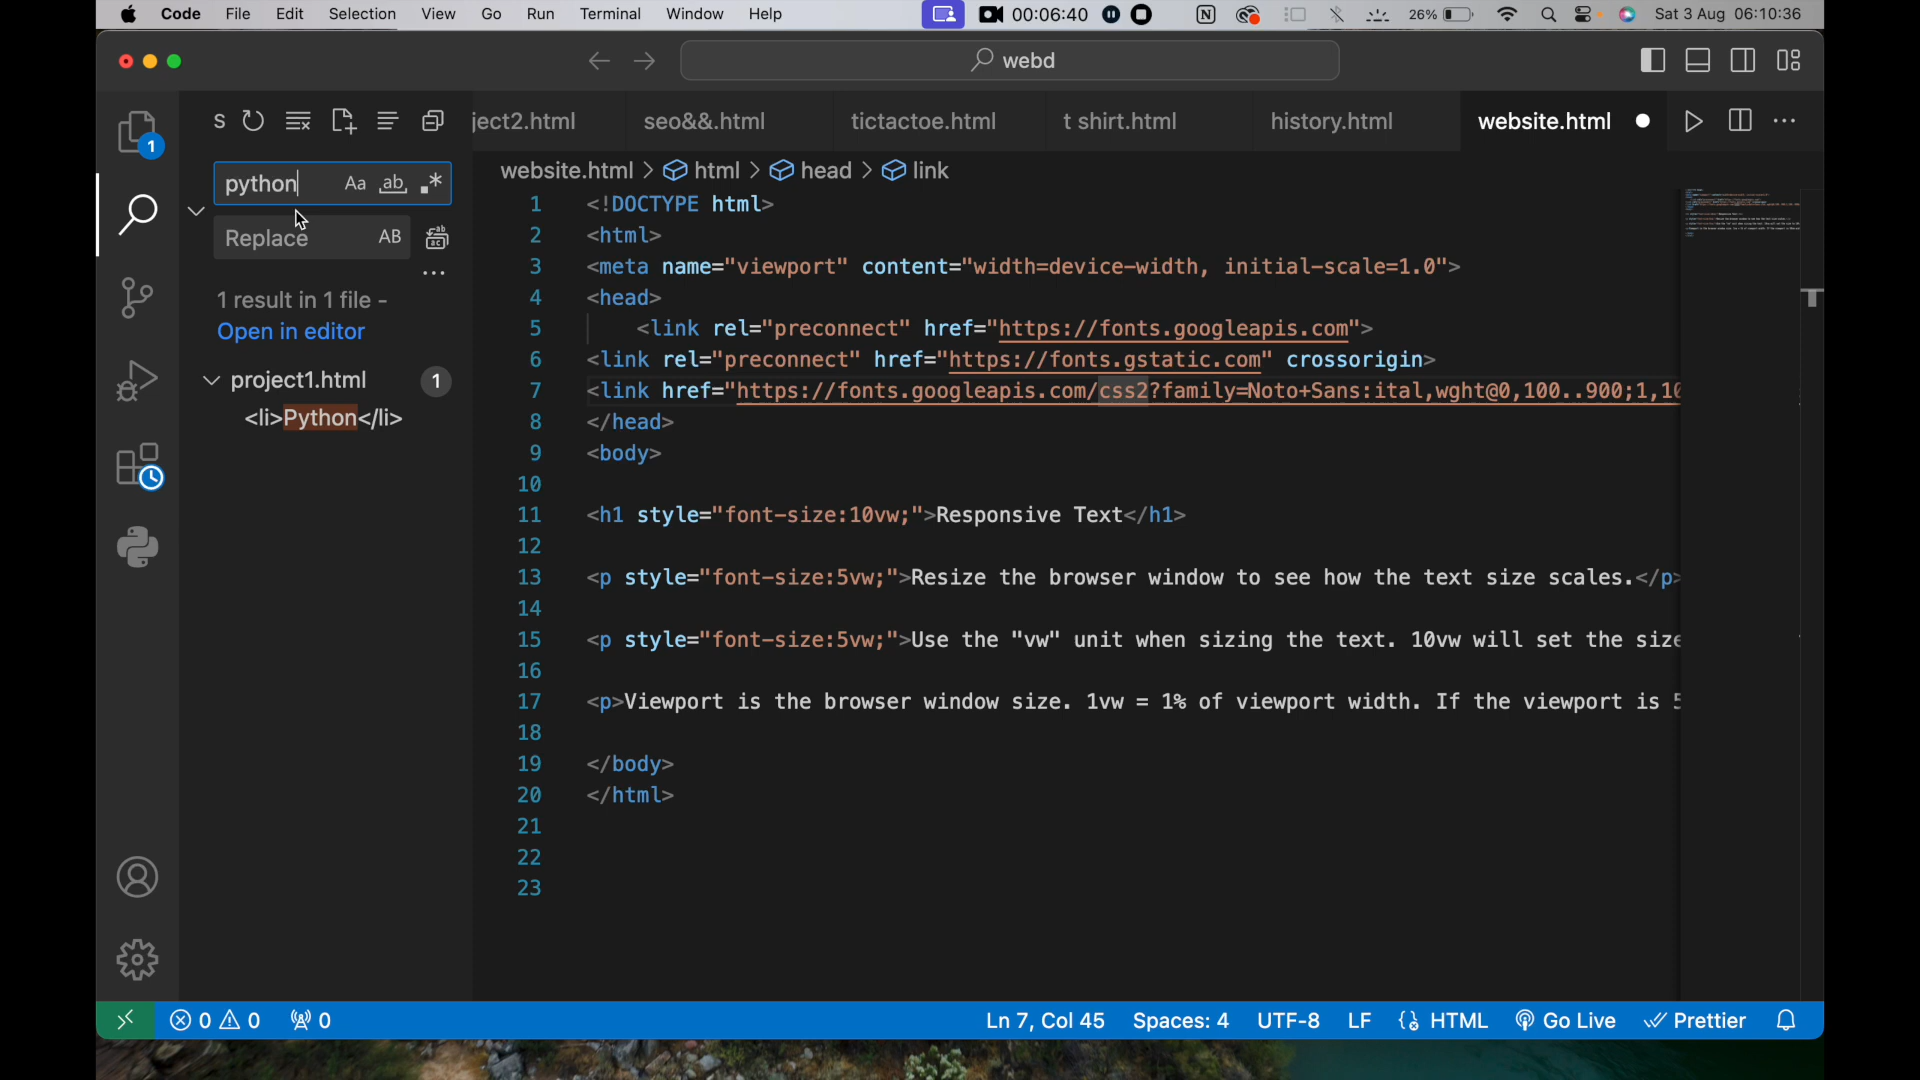 Code File Edit Selection View Go Run Terminal Window Help 00:06:40 26% Sat 3 Aug 06:10:36
webd
S
ject2.html seo&&.html tictactoe.html t shirt.html history.html website.html
1
python Aa ab
Replace AB
1 result in 1 file -
Open in editor
project1.html 1
<li>Python</li>
website.html > html > head > link
1 <!DOCTYPE html>
2 <html>
3 <meta name="viewport" content="width=device-width, initial-scale=1.0">
4 <head>
5 <link rel="preconnect" href="https://fonts.googleapis.com">
6 <link rel="preconnect" href="https://fonts.gstatic.com" crossorigin>
7 <link href="https://fonts.googleapis.com/css2?family=Noto+Sans:ital,wght@0,100..900;1,10
8 </head>
9 <body>
10
11 <h1 style="font-size:10vw;">Responsive Text</h1>
12
13 <p style="font-size:5vw;">Resize the browser window to see how the text size scales.</p>
14
15 <p style="font-size:5vw;">Use the "vw" unit when sizing the text. 10vw will set the size
16
17 <p>Viewport is the browser window size. 1vw = 1% of viewport width. If the viewport is 5
18
19 </body>
20 </html>
21
22
23
0 0 0 Ln 7, Col 45 Spaces: 4 UTF-8 LF HTML Go Live Prettier